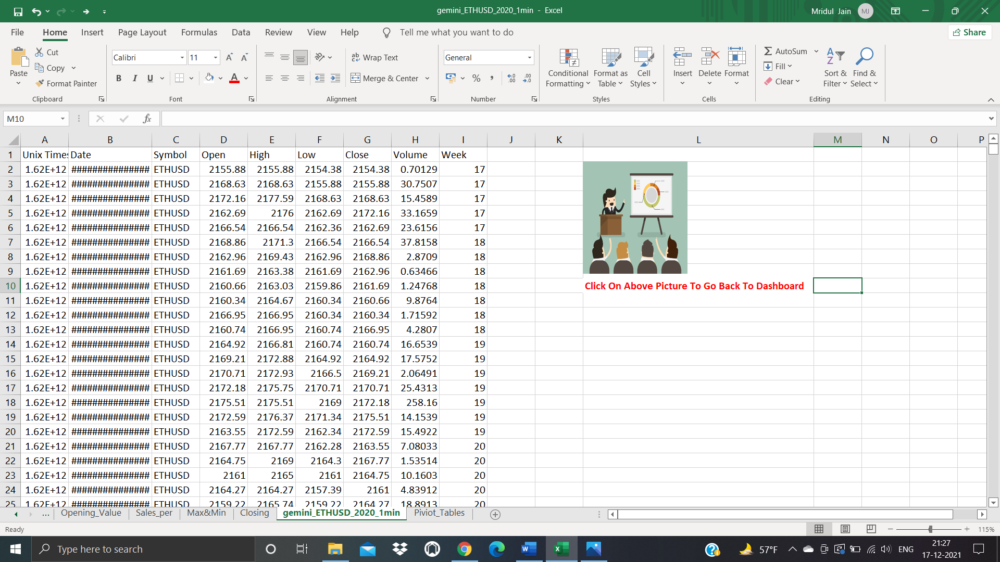 gemini_ETHUSD_2020_1min - Excel
Mridul Jain MJ
File Home Insert Page Layout Formulas Data Review View Help Tell me what you want to do Share
Paste Cut Copy Format Painter Clipboard
Calibri 11 A A B I U A Font
ab Wrap Text Merge & Center Alignment
General % , Number
Conditional Formatting Format as Table Cell Styles Styles
Insert Delete Format Cells
AutoSum Fill Clear Sort & Filter Find & Select Editing
M10 fx
A B C D E F G H I J K L M N O P
1 Unix Times Date Symbol Open High Low Close Volume Week
2 1.62E+12 ############### ETHUSD 2155.88 2155.88 2154.38 2154.38 0.70129 17
3 1.62E+12 ############### ETHUSD 2168.63 2168.63 2155.88 2155.88 30.7507 17
4 1.62E+12 ############### ETHUSD 2172.16 2177.59 2168.63 2168.63 15.4589 17
5 1.62E+12 ############### ETHUSD 2162.69 2176 2162.69 2172.16 33.1659 17
6 1.62E+12 ############### ETHUSD 2166.54 2166.54 2162.36 2162.69 23.6156 17
7 1.62E+12 ############### ETHUSD 2168.86 2171.3 2166.54 2166.54 37.8158 18
8 1.62E+12 ############### ETHUSD 2162.96 2169.43 2162.96 2168.86 2.8709 18
9 1.62E+12 ############### ETHUSD 2161.69 2163.38 2161.69 2162.96 0.63466 18
10 1.62E+12 ############### ETHUSD 2160.66 2163.03 2159.86 2161.69 1.24768 18 Click On Above Picture To Go Back To Dashboard
11 1.62E+12 ############### ETHUSD 2160.34 2164.67 2160.34 2160.66 9.8764 18
12 1.62E+12 ############### ETHUSD 2166.95 2166.95 2160.34 2160.34 1.71592 18
13 1.62E+12 ############### ETHUSD 2160.74 2166.95 2160.74 2166.95 4.2807 18
14 1.62E+12 ############### ETHUSD 2164.92 2166.81 2160.74 2160.74 16.6539 19
15 1.62E+12 ############### ETHUSD 2169.21 2172.88 2164.92 2164.92 17.5752 19
16 1.62E+12 ############### ETHUSD 2170.71 2172.93 2166.5 2169.21 2.06491 19
17 1.62E+12 ############### ETHUSD 2172.18 2175.75 2170.71 2170.71 25.4313 19
18 1.62E+12 ############### ETHUSD 2175.51 2175.51 2169 2172.18 258.16 19
19 1.62E+12 ############### ETHUSD 2172.59 2176.37 2171.34 2175.51 14.1539 19
20 1.62E+12 ############### ETHUSD 2163.55 2172.59 2162.34 2172.59 15.4922 19
21 1.62E+12 ############### ETHUSD 2167.77 2167.77 2162.28 2163.55 7.08033 20
22 1.62E+12 ############### ETHUSD 2164.75 2169 2164.3 2167.77 1.53514 20
23 1.62E+12 ############### ETHUSD 2161 2165 2161 2164.75 10.1603 20
24 1.62E+12 ############### ETHUSD 2164.27 2164.27 2157.39 2161 4.83912 20
25 1.62E+12 ############### ETHUSD 2159.22 2165.74 2159.22 2164.27 18.8913 20
... Opening_Value Sales_per Max&Min Closing gemini_ETHUSD_2020_1min Piviot_Tables
Ready 115%
Type here to search 57°F ENG 21:27
17-12-2021